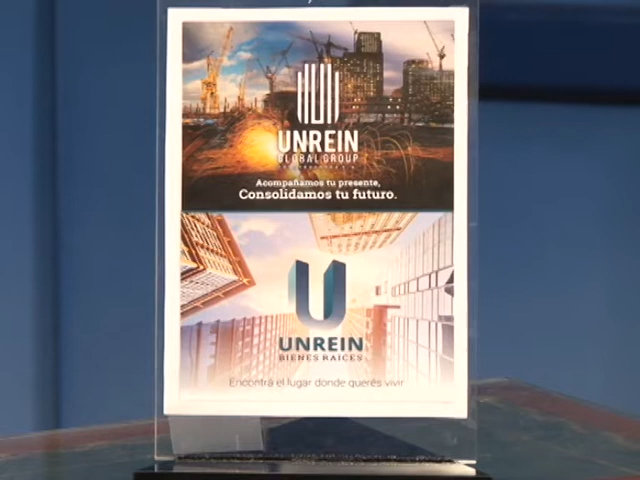 UNREIN
GLOBAL GROUP
Acompañamos tu presente,
Consolidamos tu futuro.
UNREIN
BIENES RAICES
Encontrá el lugar donde querés vivir